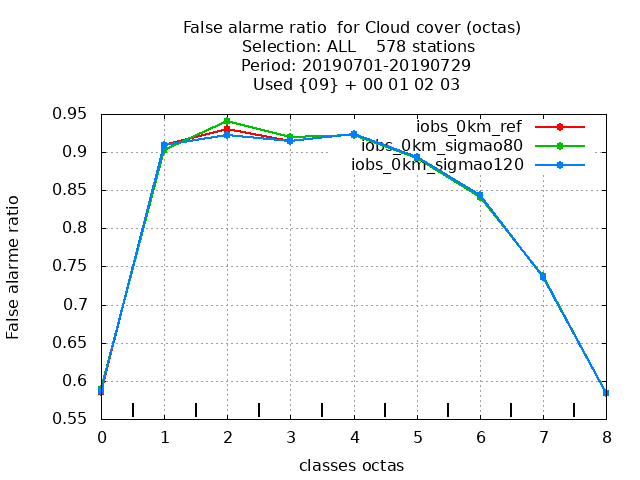 False alarme ratio  for Cloud cover (octas)
Selection: ALL    578 stations
Period: 20190701-20190729
Used {09} + 00 01 02 03
iobs_0km_ref
iobs_0km_sigmao80
iobs_0km_sigmao120
False alarme ratio
0.95
0.9
0.85
0.8
0.75
0.7
0.65
0.6
0.55
0 1 2 3 4 5 6 7 8
classes octas